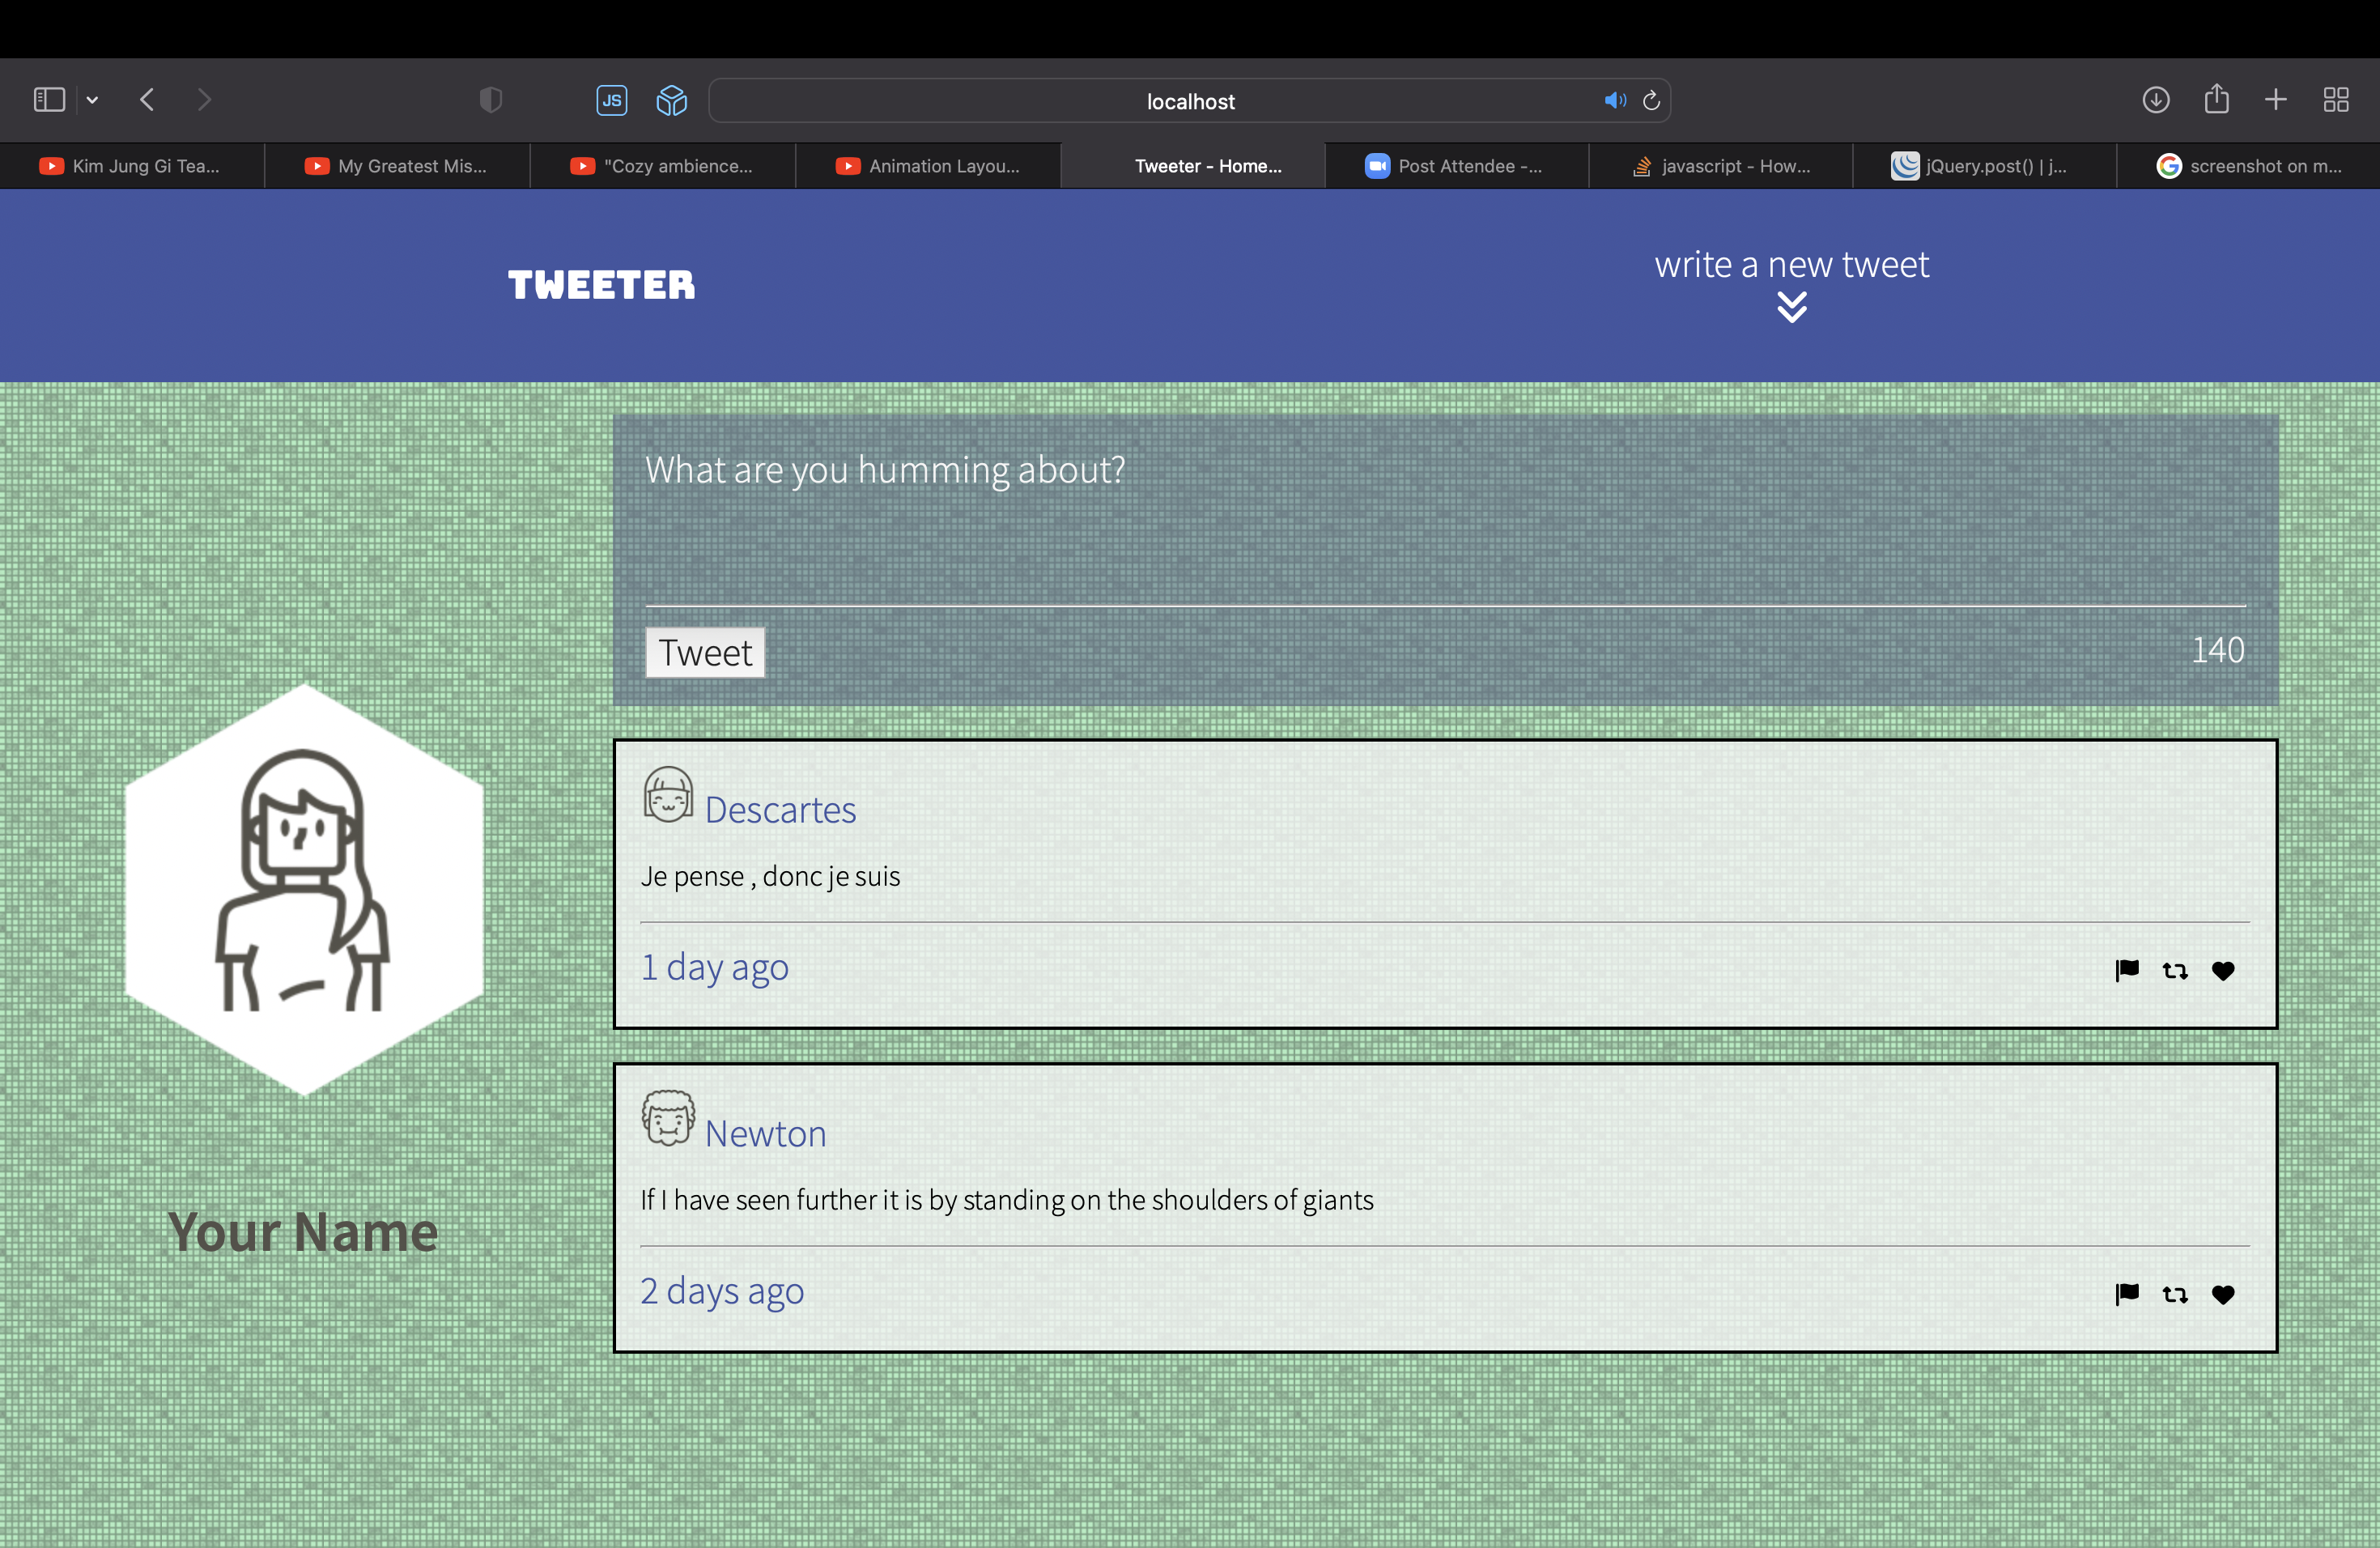 JS
localhost
Kim Jung Gi Tea...
My Greatest Mis...
"Cozy ambience...
Animation Layou...
Tweeter - Home...
Post Attendee -...
javascript - How...
jQuery.post() | j...
screenshot on m...
TWEETER
write a new tweet
What are you humming about?
Tweet
140
Descartes
Je pense , donc je suis
1 day ago
Newton
If I have seen further it is by standing on the shoulders of giants
2 days ago
Your Name